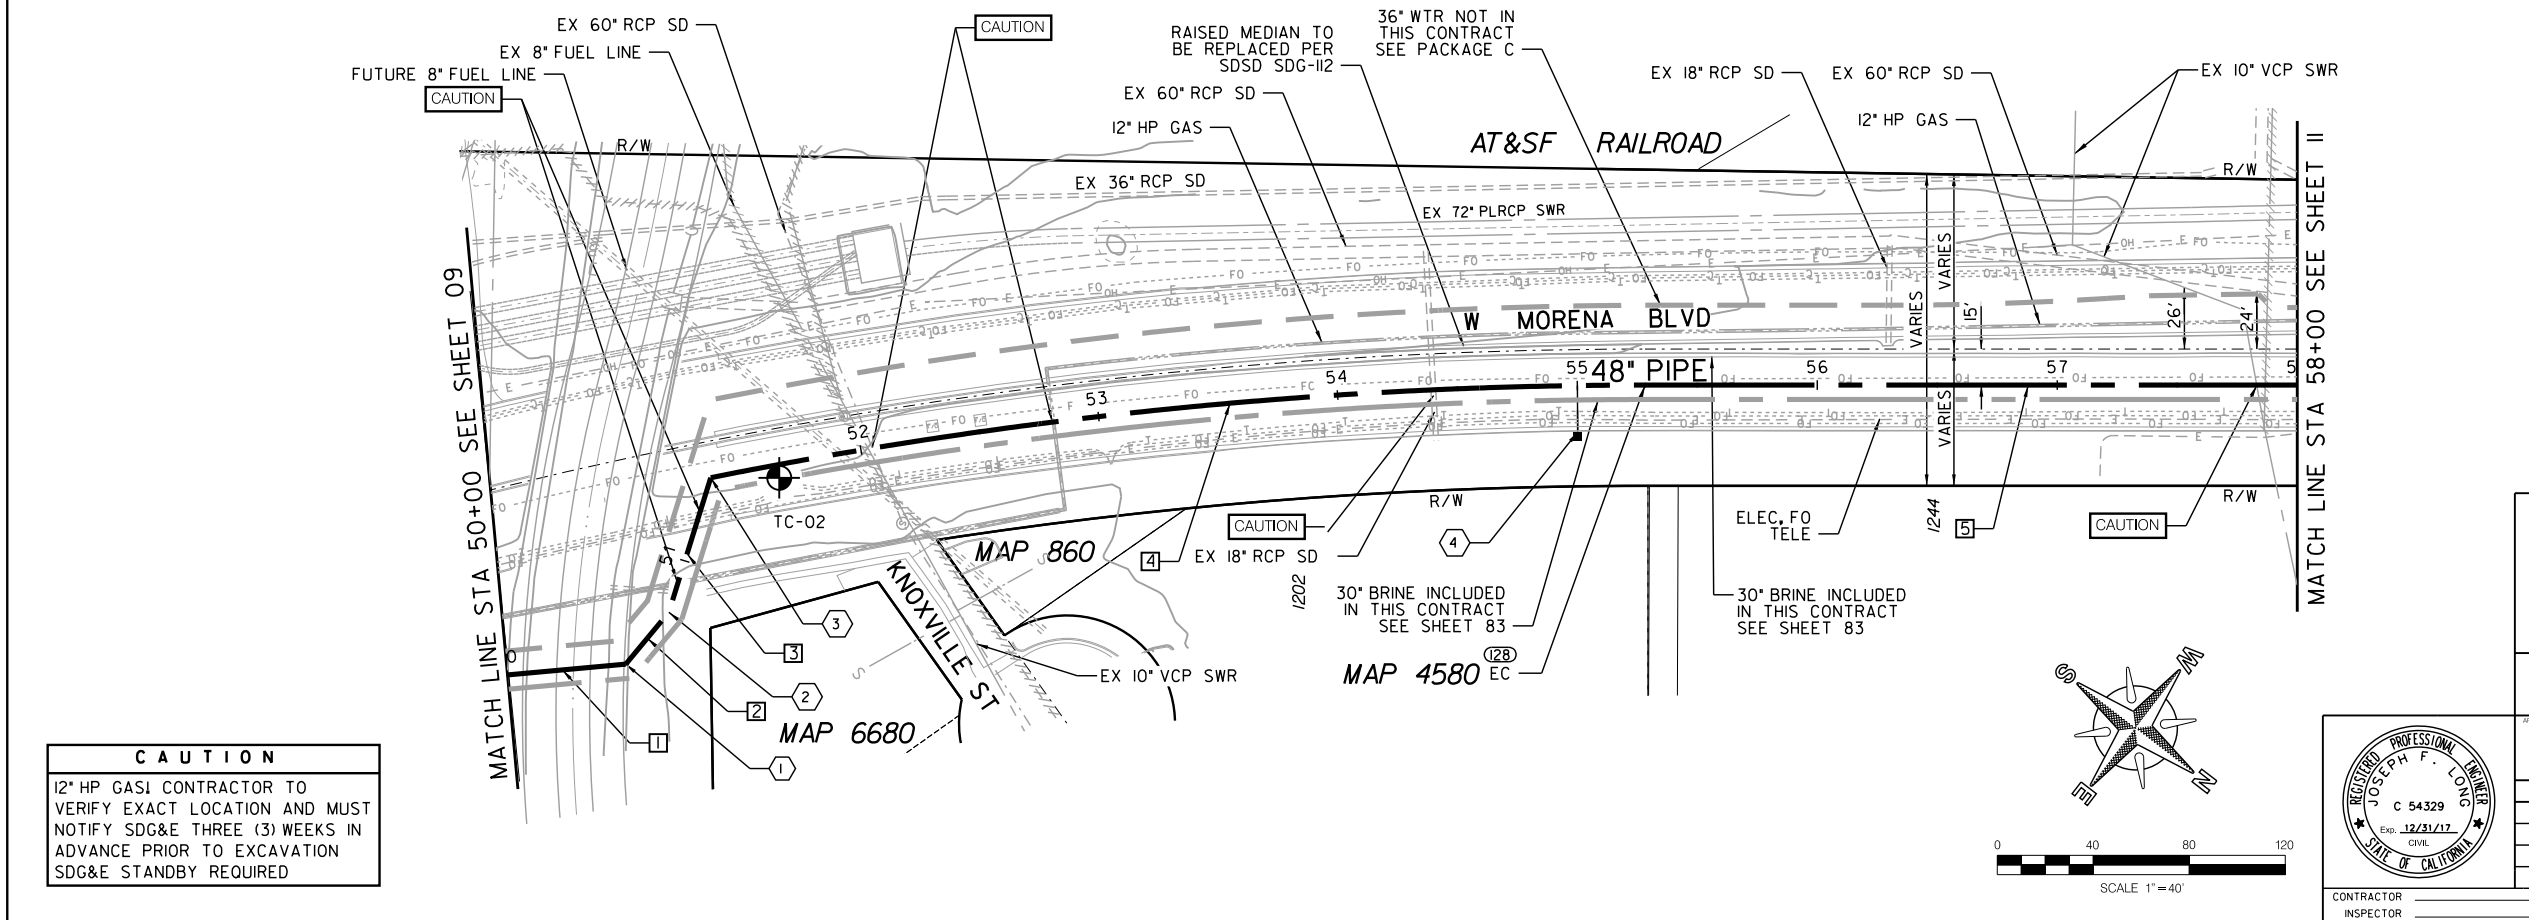 EX 60" RCP SD
EX 8" FUEL LINE
FUTURE 8" FUEL LINE
CAUTION
CAUTION
RAISED MEDIAN TO
BE REPLACED PER
SDSD SDG-112
36" WTR NOT IN
THIS CONTRACT
SEE PACKAGE C
EX 60" RCP SD
12" HP GAS
EX 18" RCP SD
EX 60" RCP SD
EX 10" VCP SWR
12" HP GAS
AT&SF RAILROAD
R/W
R/W
EX 36" RCP SD
EX 72" PLRCP SWR
W MORENA BLVD
48" PIPE
VARIES
VARIES
VARIES
15'
26'
24'
51
52
53
54
55
56
57
MATCH LINE STA 50+00 SEE SHEET 09
MATCH LINE STA 58+00 SEE SHEET 11
TC-02
R/W
R/W
MAP 860
KNOXVILLE ST
MAP 6680
EX 10" VCP SWR
1
2
3
1
2
3
4
CAUTION
EX 18" RCP SD
1202
4
30" BRINE INCLUDED
IN THIS CONTRACT
SEE SHEET 83
MAP 4580
128
EC
ELEC, FO
TELE
1244
5
CAUTION
30" BRINE INCLUDED
IN THIS CONTRACT
SEE SHEET 83
S
W
E
N
0 40 80 120
SCALE 1"=40'
CAUTION
12" HP GAS! CONTRACTOR TO
VERIFY EXACT LOCATION AND MUST
NOTIFY SDG&E THREE (3) WEEKS IN
ADVANCE PRIOR TO EXCAVATION
SDG&E STANDBY REQUIRED
REGISTERED PROFESSIONAL ENGINEER
JOSEPH F. LONG
C 54329
Exp. 12/31/17
CIVIL
STATE OF CALIFORNIA
CONTRACTOR
INSPECTOR